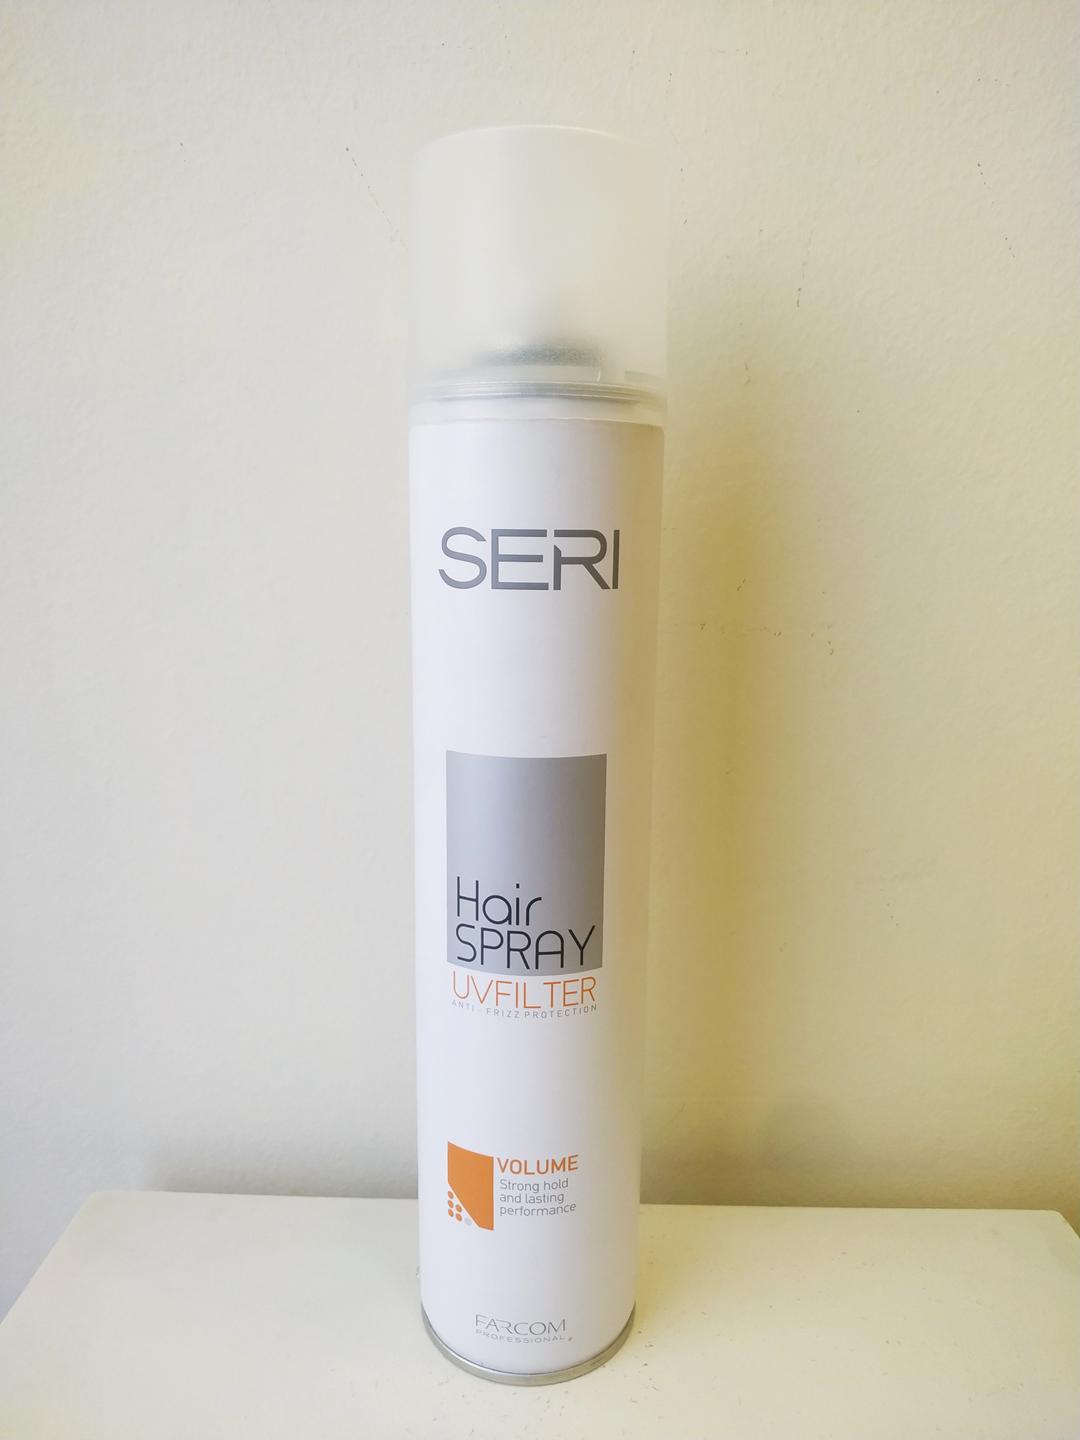 SERI
Hair
SPRAY
UVFILTER
ANTI-FRIZZ PROTECTION
VOLUME
Strong hold
and lasting
performance
FARCOM
PROFESSIONAL